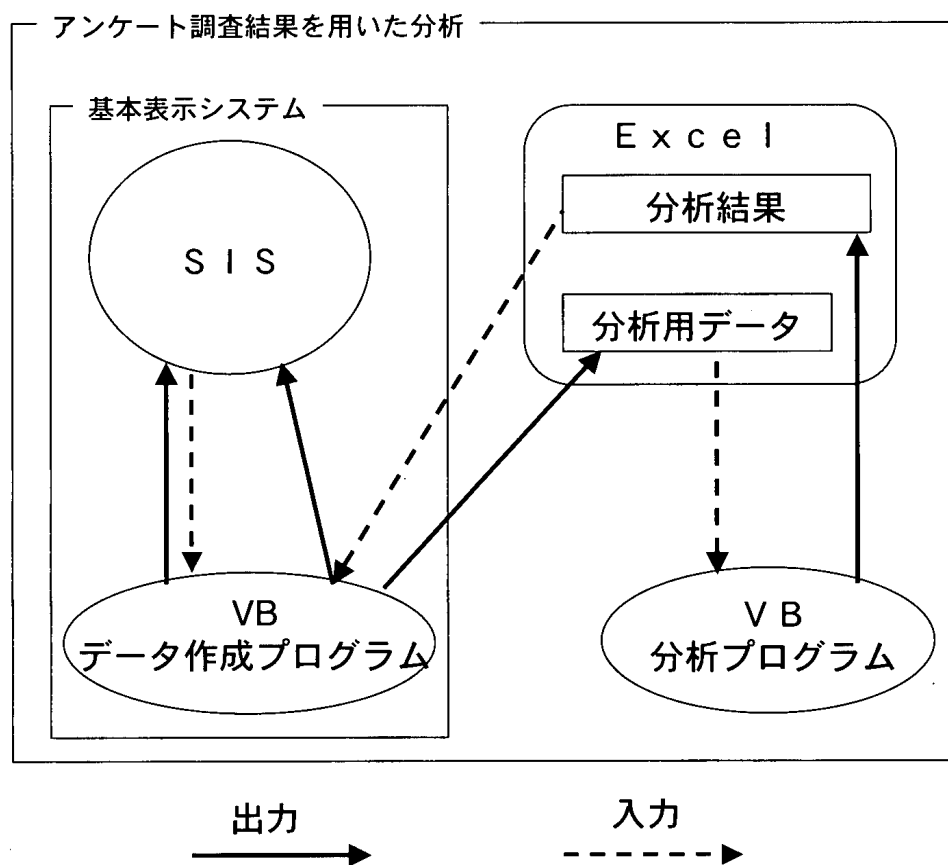 アンケート調査結果を用いた分析
基本表示システム
SIS
VB
データ作成プログラム
Excel
分析結果
分析用データ
VB
分析プログラム
出力
入力